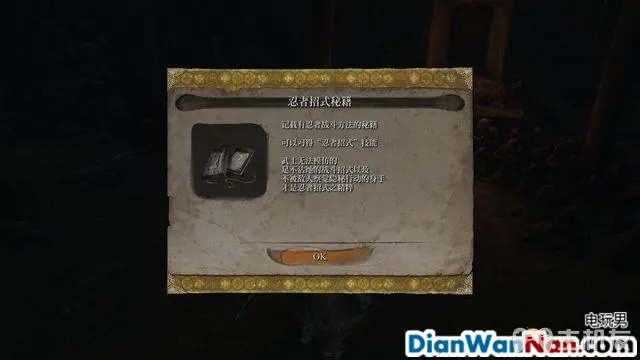 忍者招式秘籍
记载有忍者战斗方法的秘籍
可以习得“忍者招式”技能
武士无法模仿的
足不沾地的战斗招式以及
不被敌人察觉隐秘行动的身手
才是忍者招式之精粹
OK
电玩男
DianWanNan.com